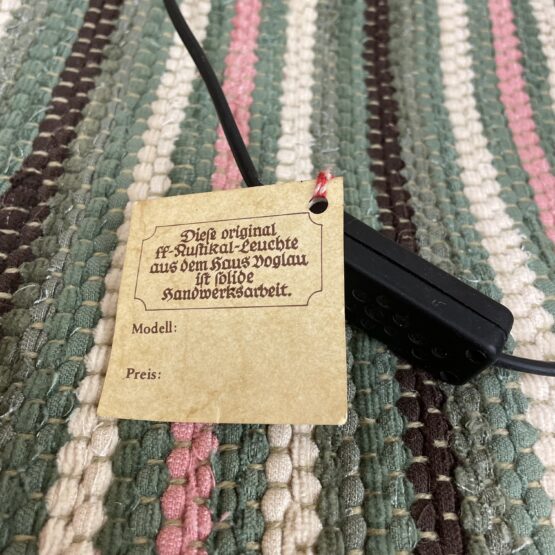 Diese original
ff-Rustikal-Leuchte
aus dem Haus Voglau
ist solide
Handwerksarbeit.
Modell:
Preis: